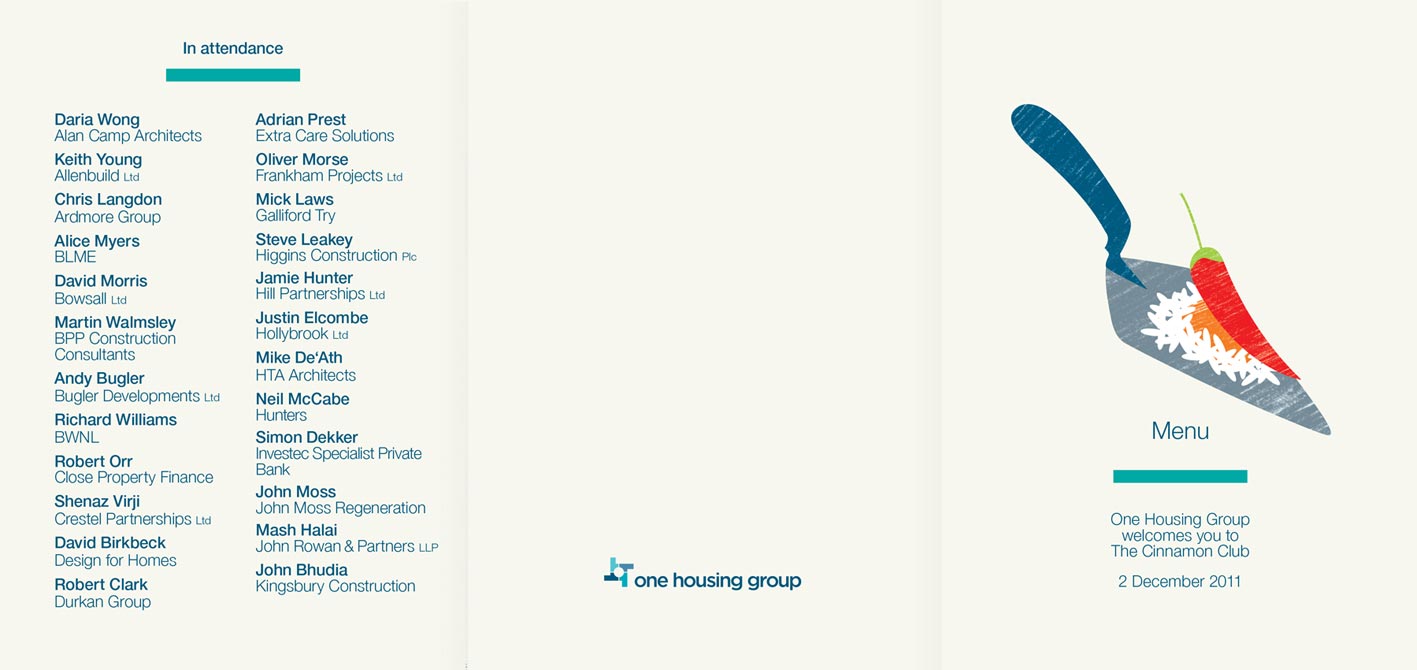 In attendance
Daria Wong
Alan Camp Architects
Keith Young
Allenbuild Ltd
Chris Langdon
Ardmore Group
Alice Myers
BLME
David Morris
Bowsall Ltd
Martin Walmsley
BPP Construction
Consultants
Andy Bugler
Bugler Developments Ltd
Richard Williams
BWNL
Robert Orr
Close Property Finance
Shenaz Virji
Crestel Partnerships Ltd
David Birkbeck
Design for Homes
Robert Clark
Durkan Group
Adrian Prest
Extra Care Solutions
Oliver Morse
Frankham Projects Ltd
Mick Laws
Galliford Try
Steve Leakey
Higgins Construction Plc
Jamie Hunter
Hill Partnerships Ltd
Justin Elcombe
Hollybrook Ltd
Mike De‘Ath
HTA Architects
Neil McCabe
Hunters
Simon Dekker
Investec Specialist Private
Bank
John Moss
John Moss Regeneration
Mash Halai
John Rowan & Partners LLP
John Bhudia
Kingsbury Construction
one housing group
Menu
One Housing Group
welcomes you to
The Cinnamon Club
2 December 2011